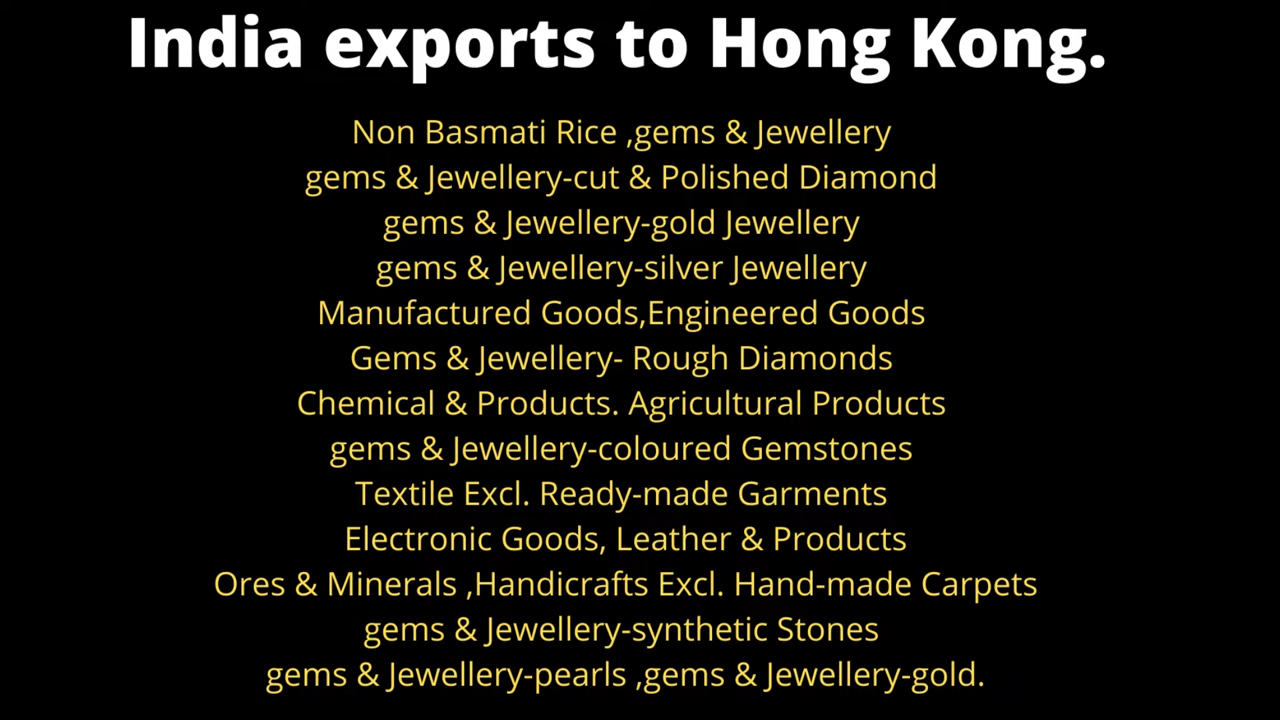 India exports to Hong Kong.
Non Basmati Rice ,gems & Jewellery
gems & Jewellery-cut & Polished Diamond
gems & Jewellery-gold Jewellery
gems & Jewellery-silver Jewellery
Manufactured Goods,Engineered Goods
Gems & Jewellery- Rough Diamonds
Chemical & Products. Agricultural Products
gems & Jewellery-coloured Gemstones
Textile Excl. Ready-made Garments
Electronic Goods, Leather & Products
Ores & Minerals ,Handicrafts Excl. Hand-made Carpets
gems & Jewellery-synthetic Stones
gems & Jewellery-pearls ,gems & Jewellery-gold.